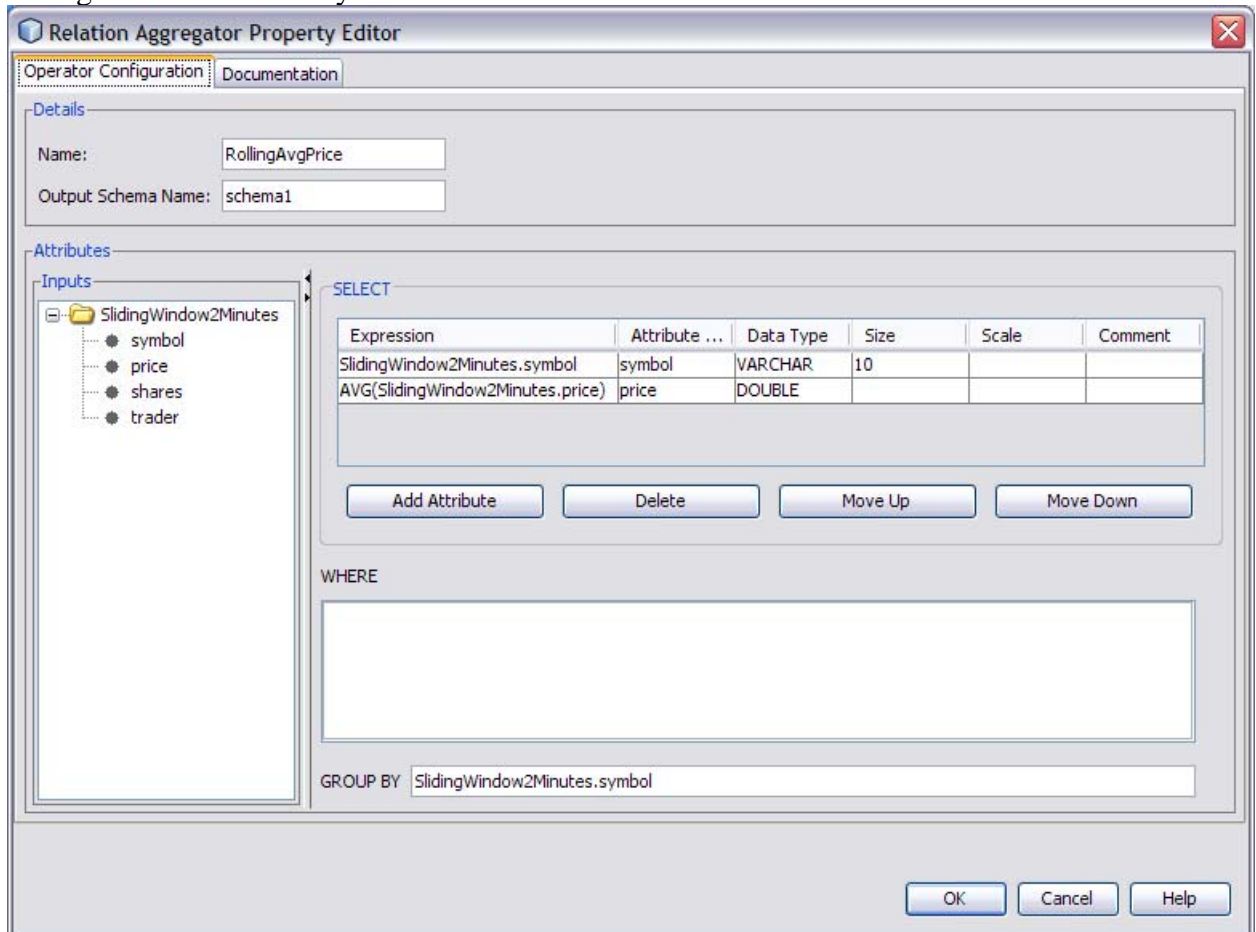 Relation Aggregator Property Editor
Operator Configuration Documentation
Details
Name: RollingAvgPrice
Output Schema Name: schema1
Attributes
Inputs
SlidingWindow2Minutes
symbol
price
shares
trader
SELECT
Expression Attribute ... Data Type Size Scale Comment
SlidingWindow2Minutes.symbol symbol VARCHAR 10
AVG(SlidingWindow2Minutes.price) price DOUBLE
Add Attribute Delete Move Up Move Down
WHERE
GROUP BY SlidingWindow2Minutes.symbol
OK Cancel Help